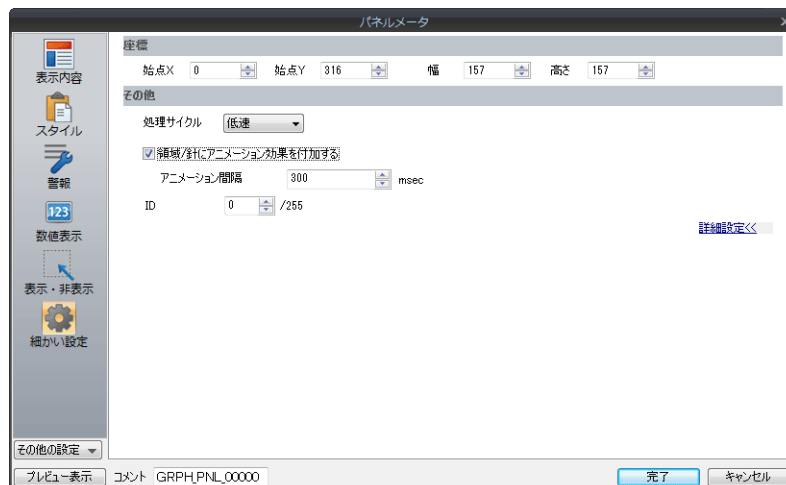 パネルメータ
表示内容
スタイル
警報
123
数値表示
表示・非表示
細かい設定
その他の設定
座標
始点X 0 始点Y 316 幅 157 高さ 157
その他
処理サイクル 低速
領域/針にアニメーション効果を付加する
アニメーション間隔 300 msec
ID 0 /255
詳細設定<<
プレビュー表示 コメント GRPH_PNL_00000 完了 キャンセル